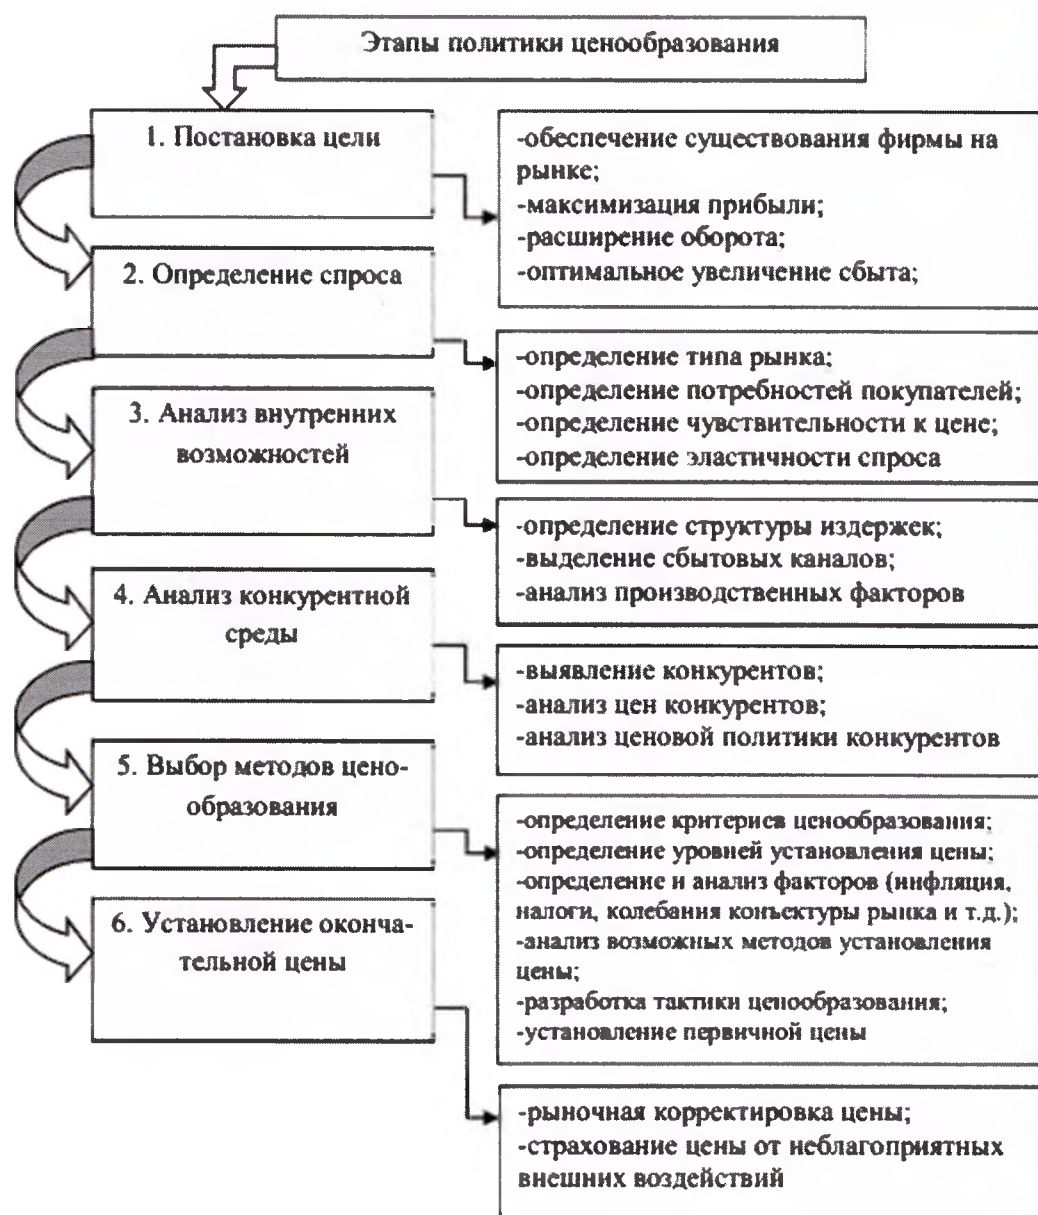 Этапы политики ценообразования
1. Постановка цели
-обеспечение существования фирмы на
рынке;
-максимизация прибыли;
-расширение оборота;
-оптимальное увеличение сбыта;
2. Определение спроса
-определение типа рынка;
-определение потребностей покупателей;
-определение чувствительности к цене;
-определение эластичности спроса
3. Анализ внутренних
возможностей
-определение структуры издержек;
-выделение сбытовых каналов;
-анализ производственных факторов
4. Анализ конкурентной
среды
-выявление конкурентов;
-анализ цен конкурентов;
-анализ ценовой политики конкурентов
5. Выбор методов цено-
образования
-определение критериев ценообразования;
-определение уровней установления цены;
-определение и анализ факторов (инфляция,
налоги, колебания конъектуры рынка и т.д.);
-анализ возможных методов установления
цены;
-разработка тактики ценообразования;
-установление первичной цены
6. Установление оконча-
тельной цены
-рыночная корректировка цены;
-страхование цены от неблагоприятных
внешних воздействий